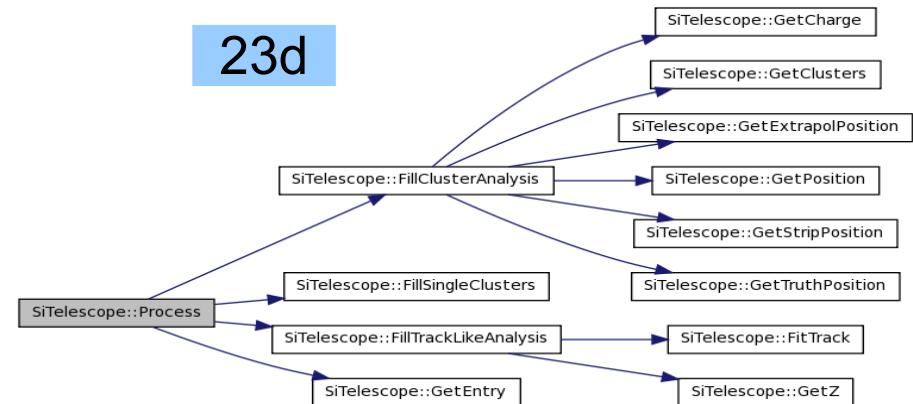 23d
SiTelescope::GetCharge
SiTelescope::GetClusters
SiTelescope::GetExtrapolPosition
SiTelescope::FillClusterAnalysis
SiTelescope::GetPosition
SiTelescope::GetStripPosition
SiTelescope::FillSingleClusters
SiTelescope::GetTruthPosition
SiTelescope::Process
SiTelescope::FillTrackLikeAnalysis
SiTelescope::FitTrack
SiTelescope::GetEntry
SiTelescope::GetZ